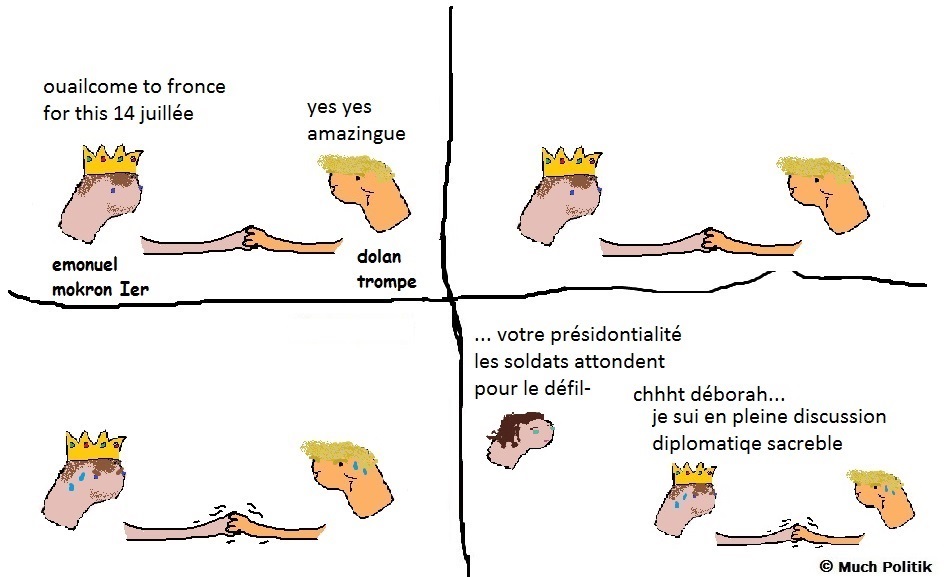 ouailcome to fronce
for this 14 juillée
yes yes
amazingue
emonuel
mokron Ier
dolan
trompe
... votre présidontialité
les soldats attondent
pour le défil-
chhht déborah...
je sui en pleine discussion
diplomatiqe sacreble
© Much Politik